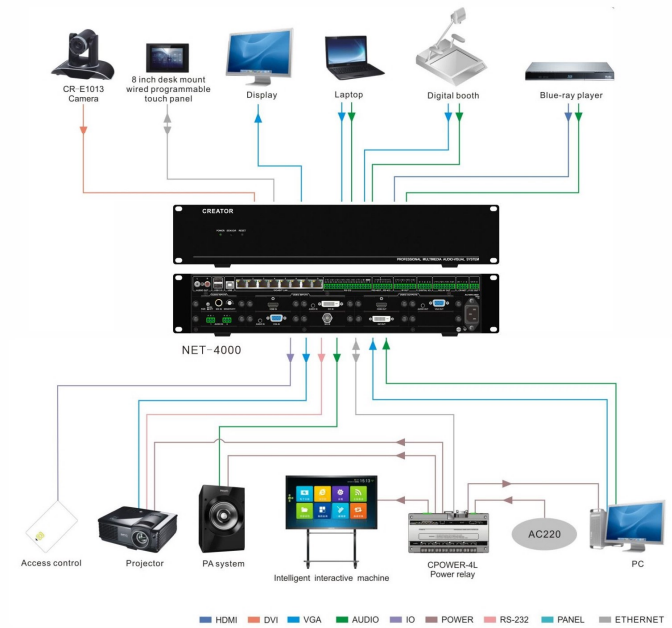 CR-E1013
Camera
8 inch desk mount
wired programmable
touch panel
Display
Laptop
Digital booth
Blue-ray player
CREATOR
PROFESSIONAL MULTIMEDIA AUDIO-VISUAL SYSTEM
NET-4000
Access control
Projector
PA system
Intelligent interactive machine
CPOWER-4L
Power relay
AC220
PC
HDMI
DVI
VGA
AUDIO
IO
POWER
RS-232
PANEL
ETHERNET